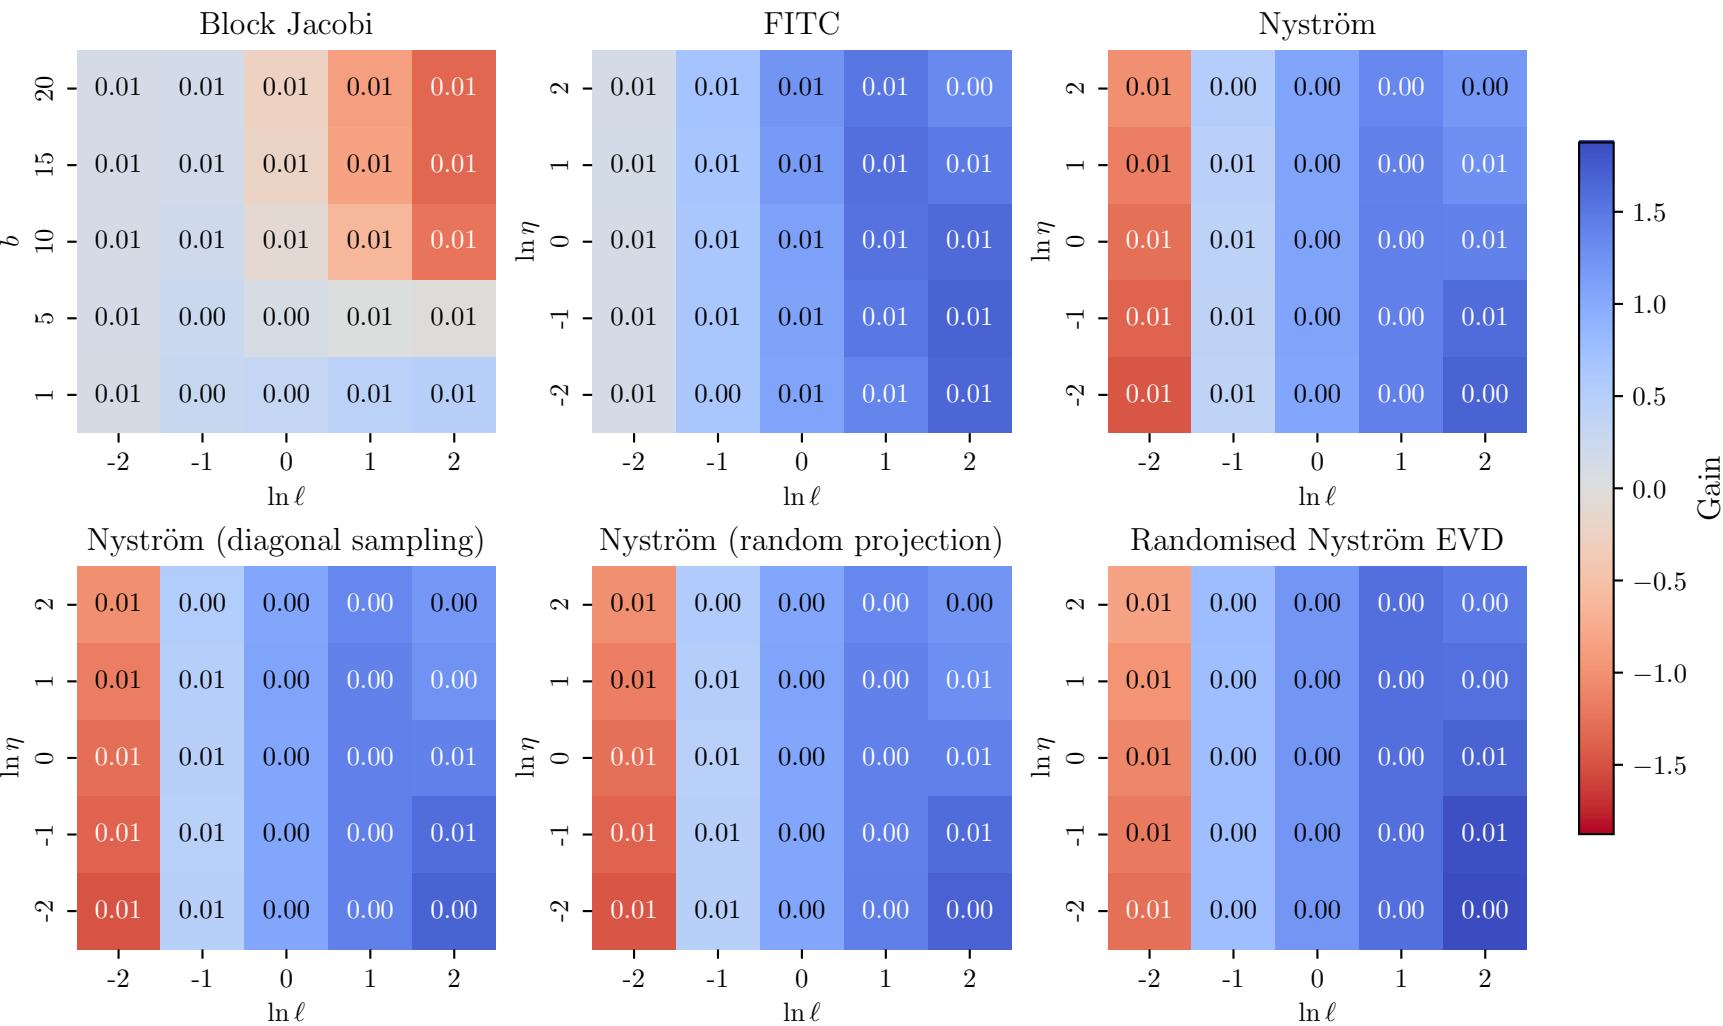 Block Jacobi FITC Nyström
20 0.01 0.01 0.01 0.01 0.01 2 0.01 0.01 0.01 0.01 0.00 2 0.01 0.00 0.00 0.00 0.00
15 0.01 0.01 0.01 0.01 0.01 1 0.01 0.01 0.01 0.01 0.01 1 0.01 0.01 0.00 0.00 0.01
b 10 0.01 0.01 0.01 0.01 0.01 ln η 0 0.01 0.01 0.01 0.01 0.01 ln η 0 0.01 0.01 0.00 0.00 0.01
5 0.01 0.00 0.00 0.01 0.01 -1 0.01 0.01 0.01 0.01 0.01 -1 0.01 0.01 0.00 0.00 0.01
1 0.01 0.00 0.00 0.01 0.01 -2 0.01 0.00 0.01 0.01 0.01 -2 0.01 0.01 0.00 0.00 0.00
-2 -1 0 1 2 -2 -1 0 1 2 -2 -1 0 1 2
ln ℓ ln ℓ ln ℓ
Nyström (diagonal sampling) Nyström (random projection) Randomised Nyström EVD
2 0.01 0.00 0.00 0.00 0.00 2 0.01 0.00 0.00 0.00 0.00 2 0.01 0.00 0.00 0.00 0.00
1 0.01 0.01 0.00 0.00 0.00 1 0.01 0.01 0.00 0.00 0.01 1 0.01 0.00 0.00 0.00 0.00
ln η 0 0.01 0.01 0.00 0.00 0.01 ln η 0 0.01 0.01 0.00 0.00 0.01 ln η 0 0.01 0.00 0.00 0.00 0.01
-1 0.01 0.01 0.00 0.00 0.01 -1 0.01 0.01 0.00 0.00 0.01 -1 0.01 0.00 0.00 0.00 0.01
-2 0.01 0.01 0.00 0.00 0.00 -2 0.01 0.01 0.00 0.00 0.00 -2 0.01 0.00 0.00 0.00 0.00
-2 -1 0 1 2 -2 -1 0 1 2 -2 -1 0 1 2
ln ℓ ln ℓ ln ℓ
1.5
1.0
0.5
0.0
−0.5
−1.0
−1.5
Gain